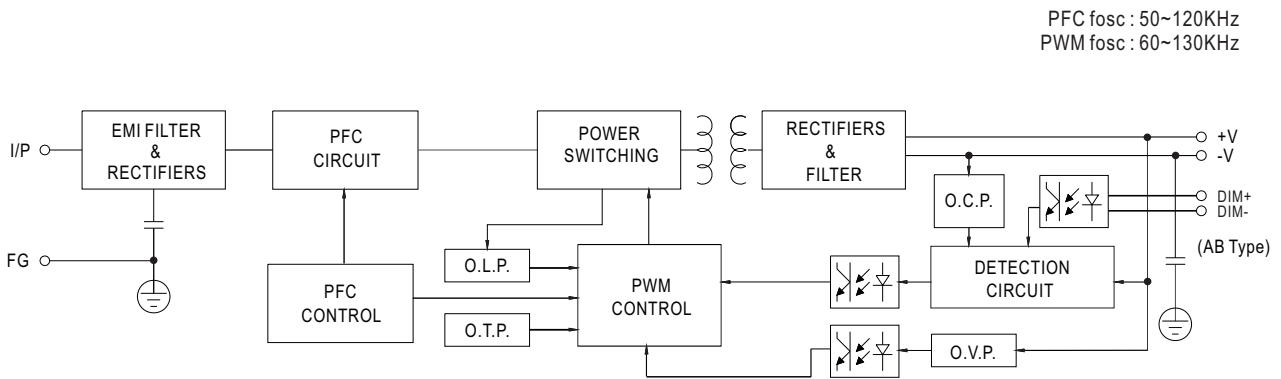 PFC fosc : 50~120KHz
PWM fosc : 60~130KHz
I/P
EMI FILTER
&
RECTIFIERS
PFC
CIRCUIT
POWER
SWITCHING
RECTIFIERS
&
FILTER
+V
-V
DIM+
DIM-
(AB Type)
FG
O.C.P.
O.L.P.
O.T.P.
PFC
CONTROL
PWM
CONTROL
DETECTION
CIRCUIT
O.V.P.